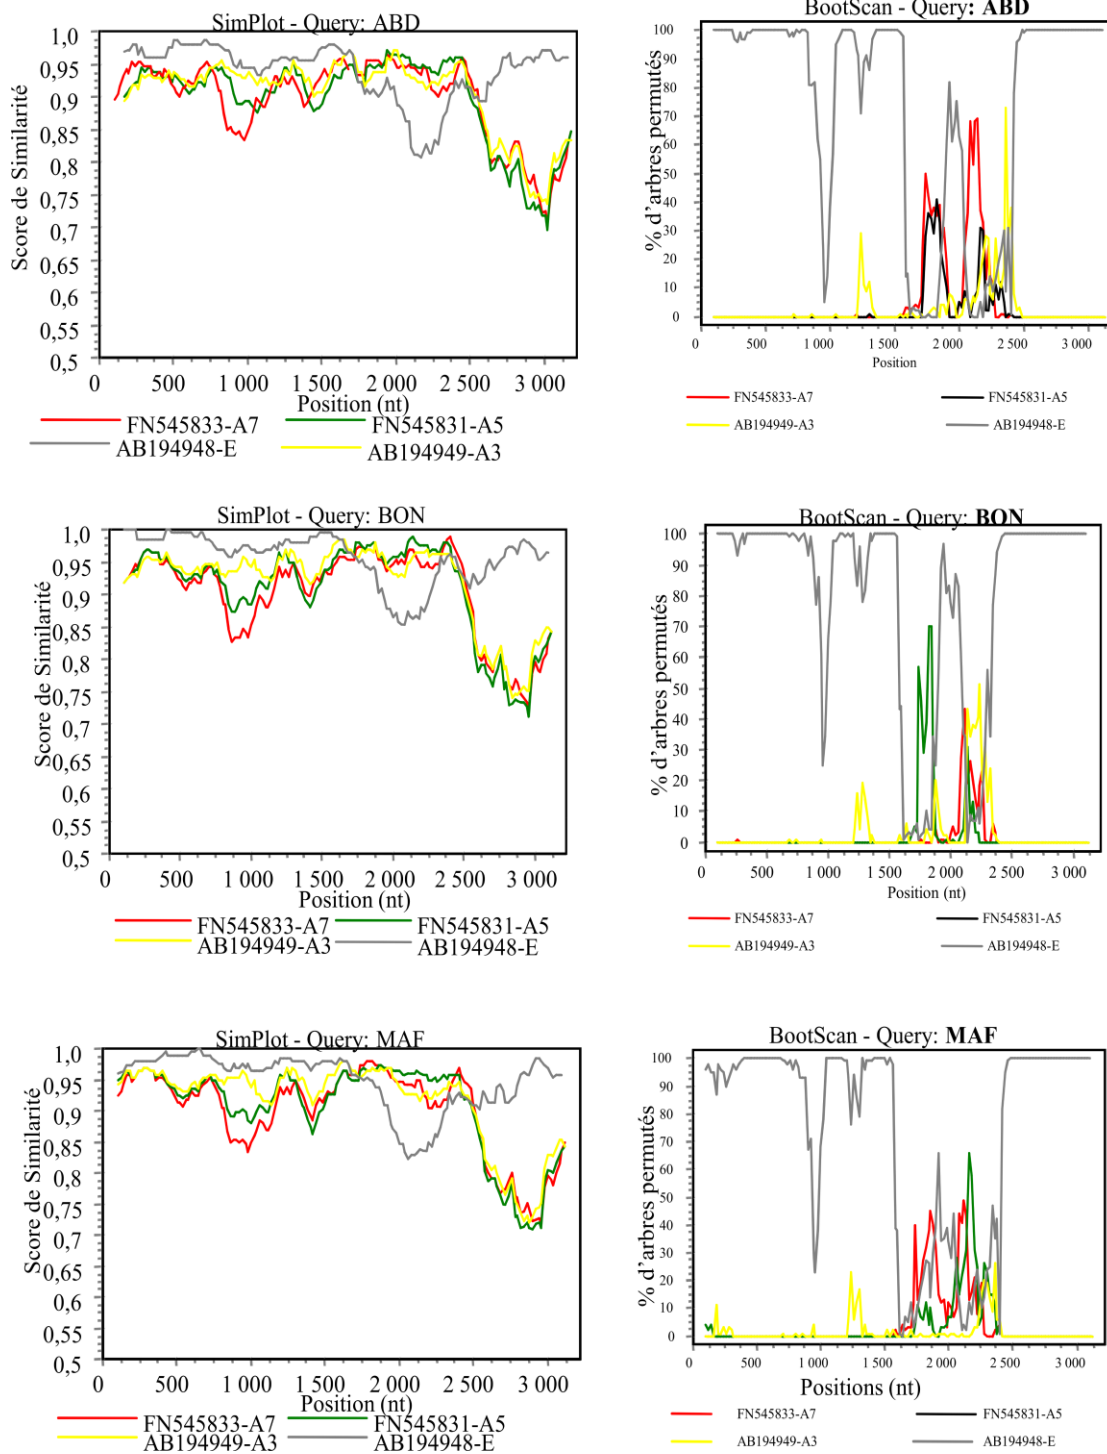 SimPlot - Query: ABD
Score de Similarité
1,0
0,95
0,9
0,85
0,8
0,75
0,7
0,65
0,6
0,55
0,5
0 500 1 000 1 500 2 000 2 500 3 000
Position (nt)
FN545833-A7 FN545831-A5
AB194948-E AB194949-A3
BootScan - Query: ABD
% d’arbres permutés
100
90
80
70
60
50
40
30
20
10
0
0 500 1 000 1 500 2 000 2 500 3 000
Position
FN545833-A7 FN545831-A5
AB194949-A3 AB194948-E
SimPlot - Query: BON
Score de Similarité
1,0
0,95
0,9
0,85
0,8
0,75
0,7
0,65
0,6
0,55
0,5
0 500 1 000 1 500 2 000 2 500 3 000
Position (nt)
FN545833-A7 FN545831-A5
AB194949-A3 AB194948-E
BootScan - Query: BON
% d’arbres permutés
100
90
80
70
60
50
40
30
20
10
0
0 500 1 000 1 500 2 000 2 500 3 000
Position (nt)
FN545833-A7 FN545831-A5
AB194949-A3 AB194948-E
SimPlot - Query: MAF
Score de Similarité
1,0
0,95
0,9
0,85
0,8
0,75
0,7
0,65
0,6
0,55
0,5
0 500 1 000 1 500 2 000 2 500 3 000
Position (nt)
FN545833-A7 FN545831-A5
AB194949-A3 AB194948-E
BootScan - Query: MAF
% d’arbres permutés
100
90
80
70
60
50
40
30
20
10
0
0 500 1 000 1 500 2 000 2 500 3 000
Positions (nt)
FN545833-A7 FN545831-A5
AB194949-A3 AB194948-E